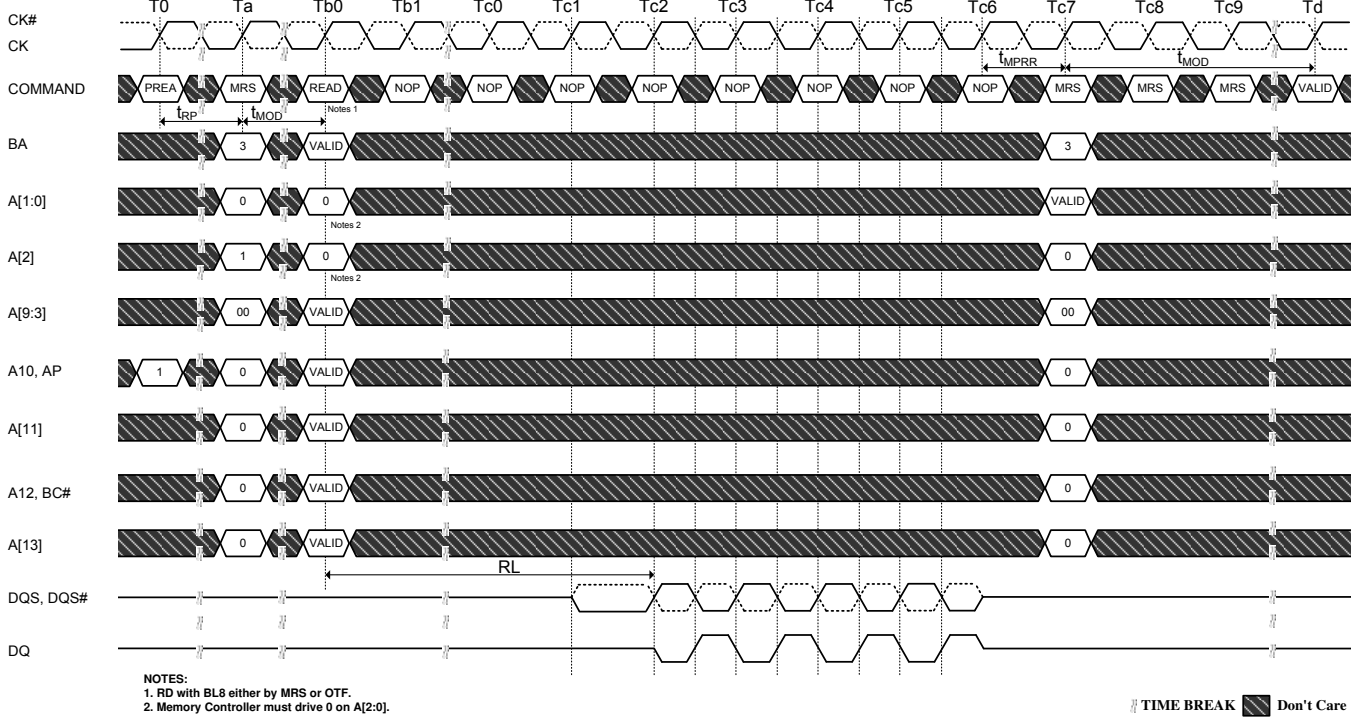 T0 Ta Tb0 Tb1 Tc0 Tc1 Tc2 Tc3 Tc4 Tc5 Tc6 Tc7 Tc8 Tc9 Td
CK#
CK
tMPRR tMOD
COMMAND PREA MRS READ NOP NOP NOP NOP NOP NOP NOP NOP MRS MRS MRS VALID
Notes 1
tRP tMOD
BA 3 VALID 3
A[1:0] 0 0 VALID
Notes 2
A[2] 1 0 0
Notes 2
A[9:3] 00 VALID 00
A10, AP 1 0 VALID 0
A[11] 0 VALID 0
A12, BC# 0 VALID 0
A[13] 0 VALID 0
RL
DQS, DQS#
DQ
NOTES:
1. RD with BL8 either by MRS or OTF.
2. Memory Controller must drive 0 on A[2:0].
TIME BREAK Don't Care